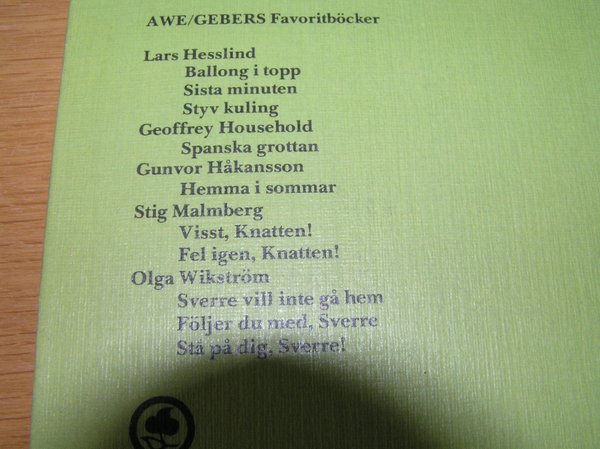 AWE/GEBERS Favoritböcker
Lars Hesslind
Ballong i topp
Sista minuten
Styv kuling
Geoffrey Household
Spanska grottan
Gunvor Håkansson
Hemma i sommar
Stig Malmberg
Visst, Knatten!
Fel igen, Knatten!
Olga Wikström
Sverre vill inte gå hem
Följer du med, Sverre
Stå på dig, Sverre!